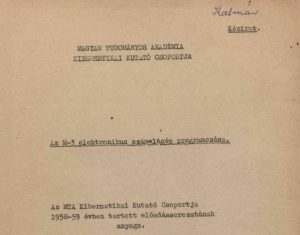 Kalmár
Kézirat.
MAGYAR TUDOMÁNYOS AKADÉMIA
KIBERNETIKAI KUTATÓ CSOPORTJA
Az M-3 elektronikus számológép programozása.
Az MTA Kibernetikai Kutató Csoportja
1958-59 évben tartott előadássorozatának
anyaga.